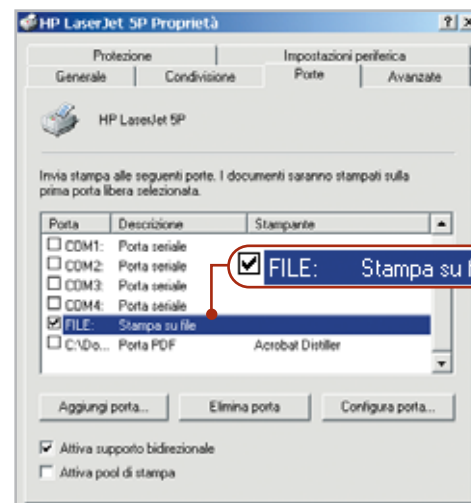 HP LaserJet 5P Proprietà
Protezione Impostazioni periferica
Generale Condivisione Porte Avanzate
HP LaserJet 5P
Invia stampa alle seguenti porte. I documenti saranno stampati sulla
prima porta libera selezionata.
Porta Descrizione Stampante
COM1: Porta seriale
COM2: Porta seriale
COM3: Porta seriale
COM4: Porta seriale
FILE: Stampa su file
C:\Do... Porta PDF Acrobat Distiller
FILE: Stampa su
Aggiungi porta... Elimina porta Configura porta...
Attiva supporto bidirezionale
Attiva pool di stampa